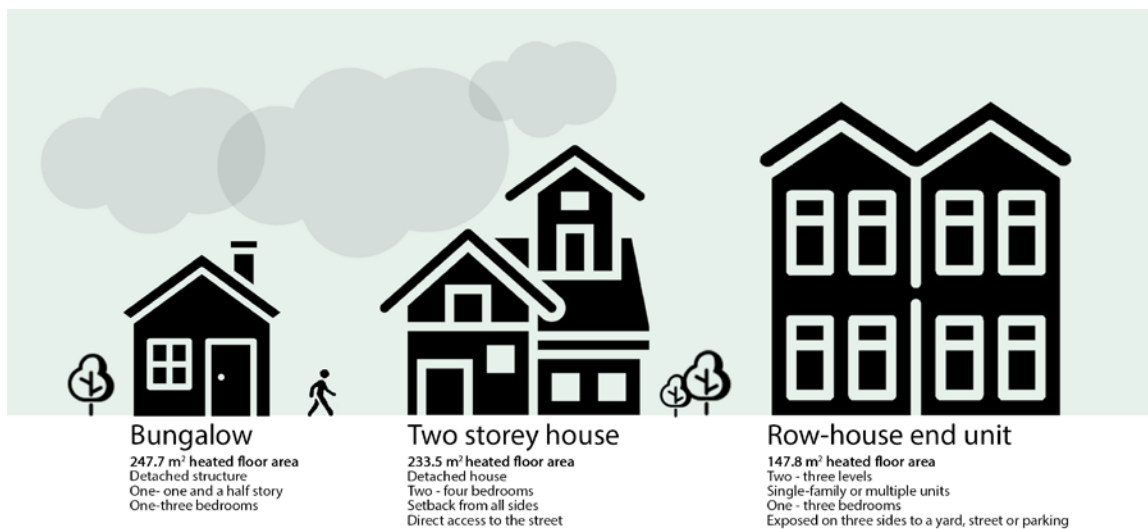 Bungalow
247.7 m² heated floor area
Detached structure
One- one and a half story
One-three bedrooms
Two storey house
233.5 m² heated floor area
Detached house
Two - four bedrooms
Setback from all sides
Direct access to the street
Row-house end unit
147.8 m² heated floor area
Two - three levels
Single-family or multiple units
One - three bedrooms
Exposed on three sides to a yard, street or parking